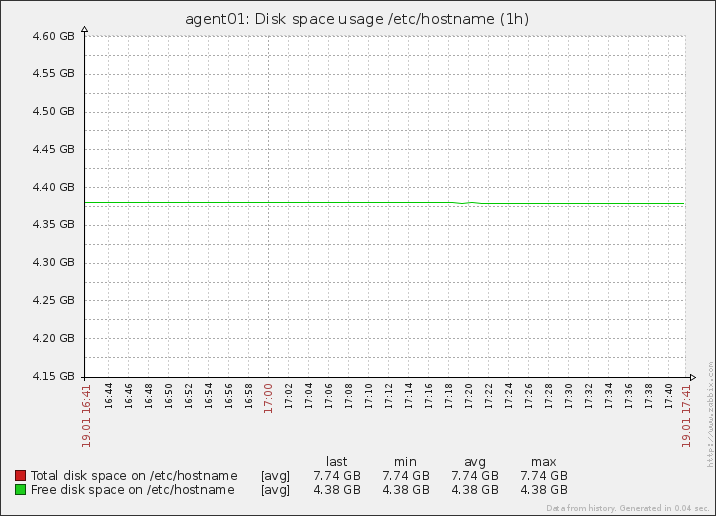 agent01: Disk space usage /etc/hostname (1h)
4.60 GB
4.55 GB
4.50 GB
4.45 GB
4.40 GB
4.35 GB
4.30 GB
4.25 GB
4.20 GB
4.15 GB
19.01 16:41
16:44
16:46
16:48
16:50
16:52
16:54
16:56
16:58
17:00
17:02
17:04
17:06
17:08
17:10
17:12
17:14
17:16
17:18
17:20
17:22
17:24
17:26
17:28
17:30
17:32
17:34
17:36
17:38
17:40
19.01 17:41
http://www.zabbix.com
last min avg max
Total disk space on /etc/hostname [avg] 7.74 GB 7.74 GB 7.74 GB 7.74 GB
Free disk space on /etc/hostname [avg] 4.38 GB 4.38 GB 4.38 GB 4.38 GB
Data from history. Generated in 0.04 sec.